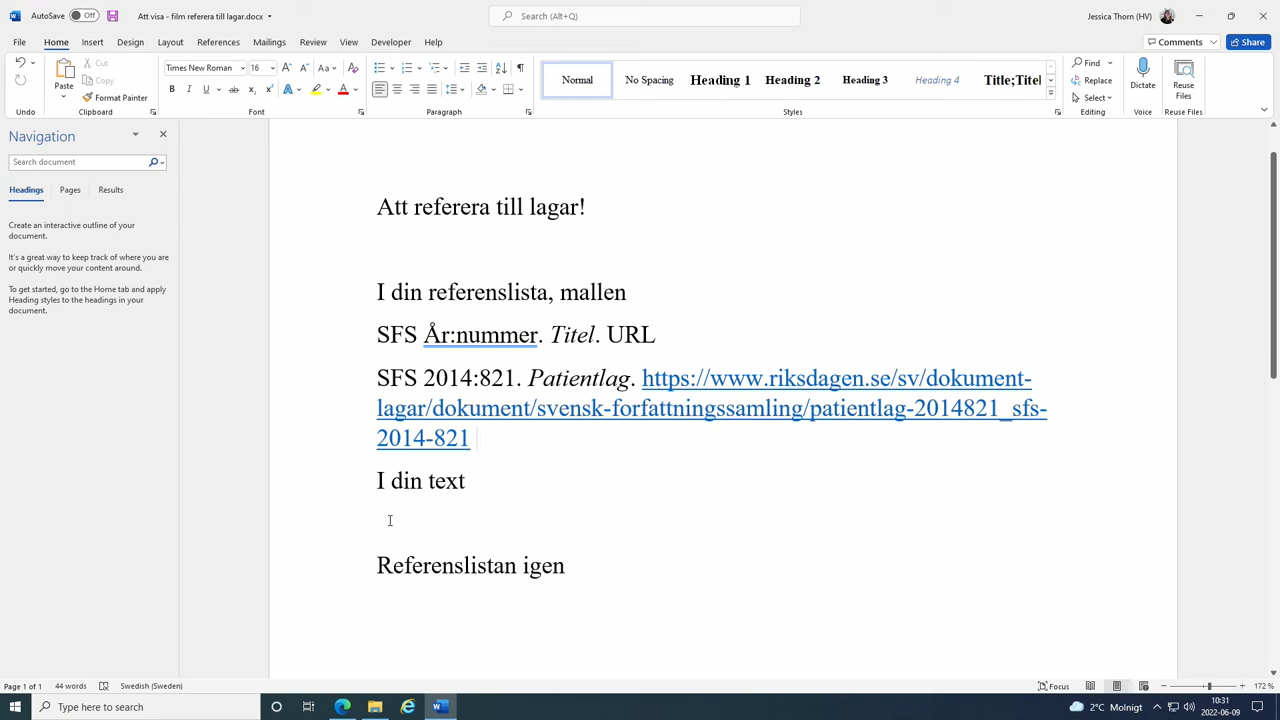 AutoSave Off Att visa - film referera till lagar.docx Search (Alt+Q) Jessica Thorn (HV)
File Home Insert Design Layout References Mailings Review View Developer Help Comments Share
Paste Cut Copy Format Painter
Times New Roman 16
Normal No Spacing Heading 1 Heading 2 Heading 3 Heading 4 Title;Titel
Find Replace Select Dictate Reuse Files
Undo Clipboard Font Paragraph Styles Editing Voice Reuse Files
Navigation
Search document
Headings Pages Results
Create an interactive outline of your
document.
It's a great way to keep track of where you are
or quickly move your content around.
To get started, go to the Home tab and apply
Heading styles to the headings in your
document.
Att referera till lagar!
I din referenslista, mallen
SFS År:nummer. Titel. URL
SFS 2014:821. Patientlag. https://www.riksdagen.se/sv/dokument-
lagar/dokument/svensk-forfattningssamling/patientlag-2014821_sfs-
2014-821
I din text
Referenslistan igen
Page 1 of 1 44 words Swedish (Sweden) Focus 172 %
Type here to search 2°C Molnigt 10:31
2022-06-09